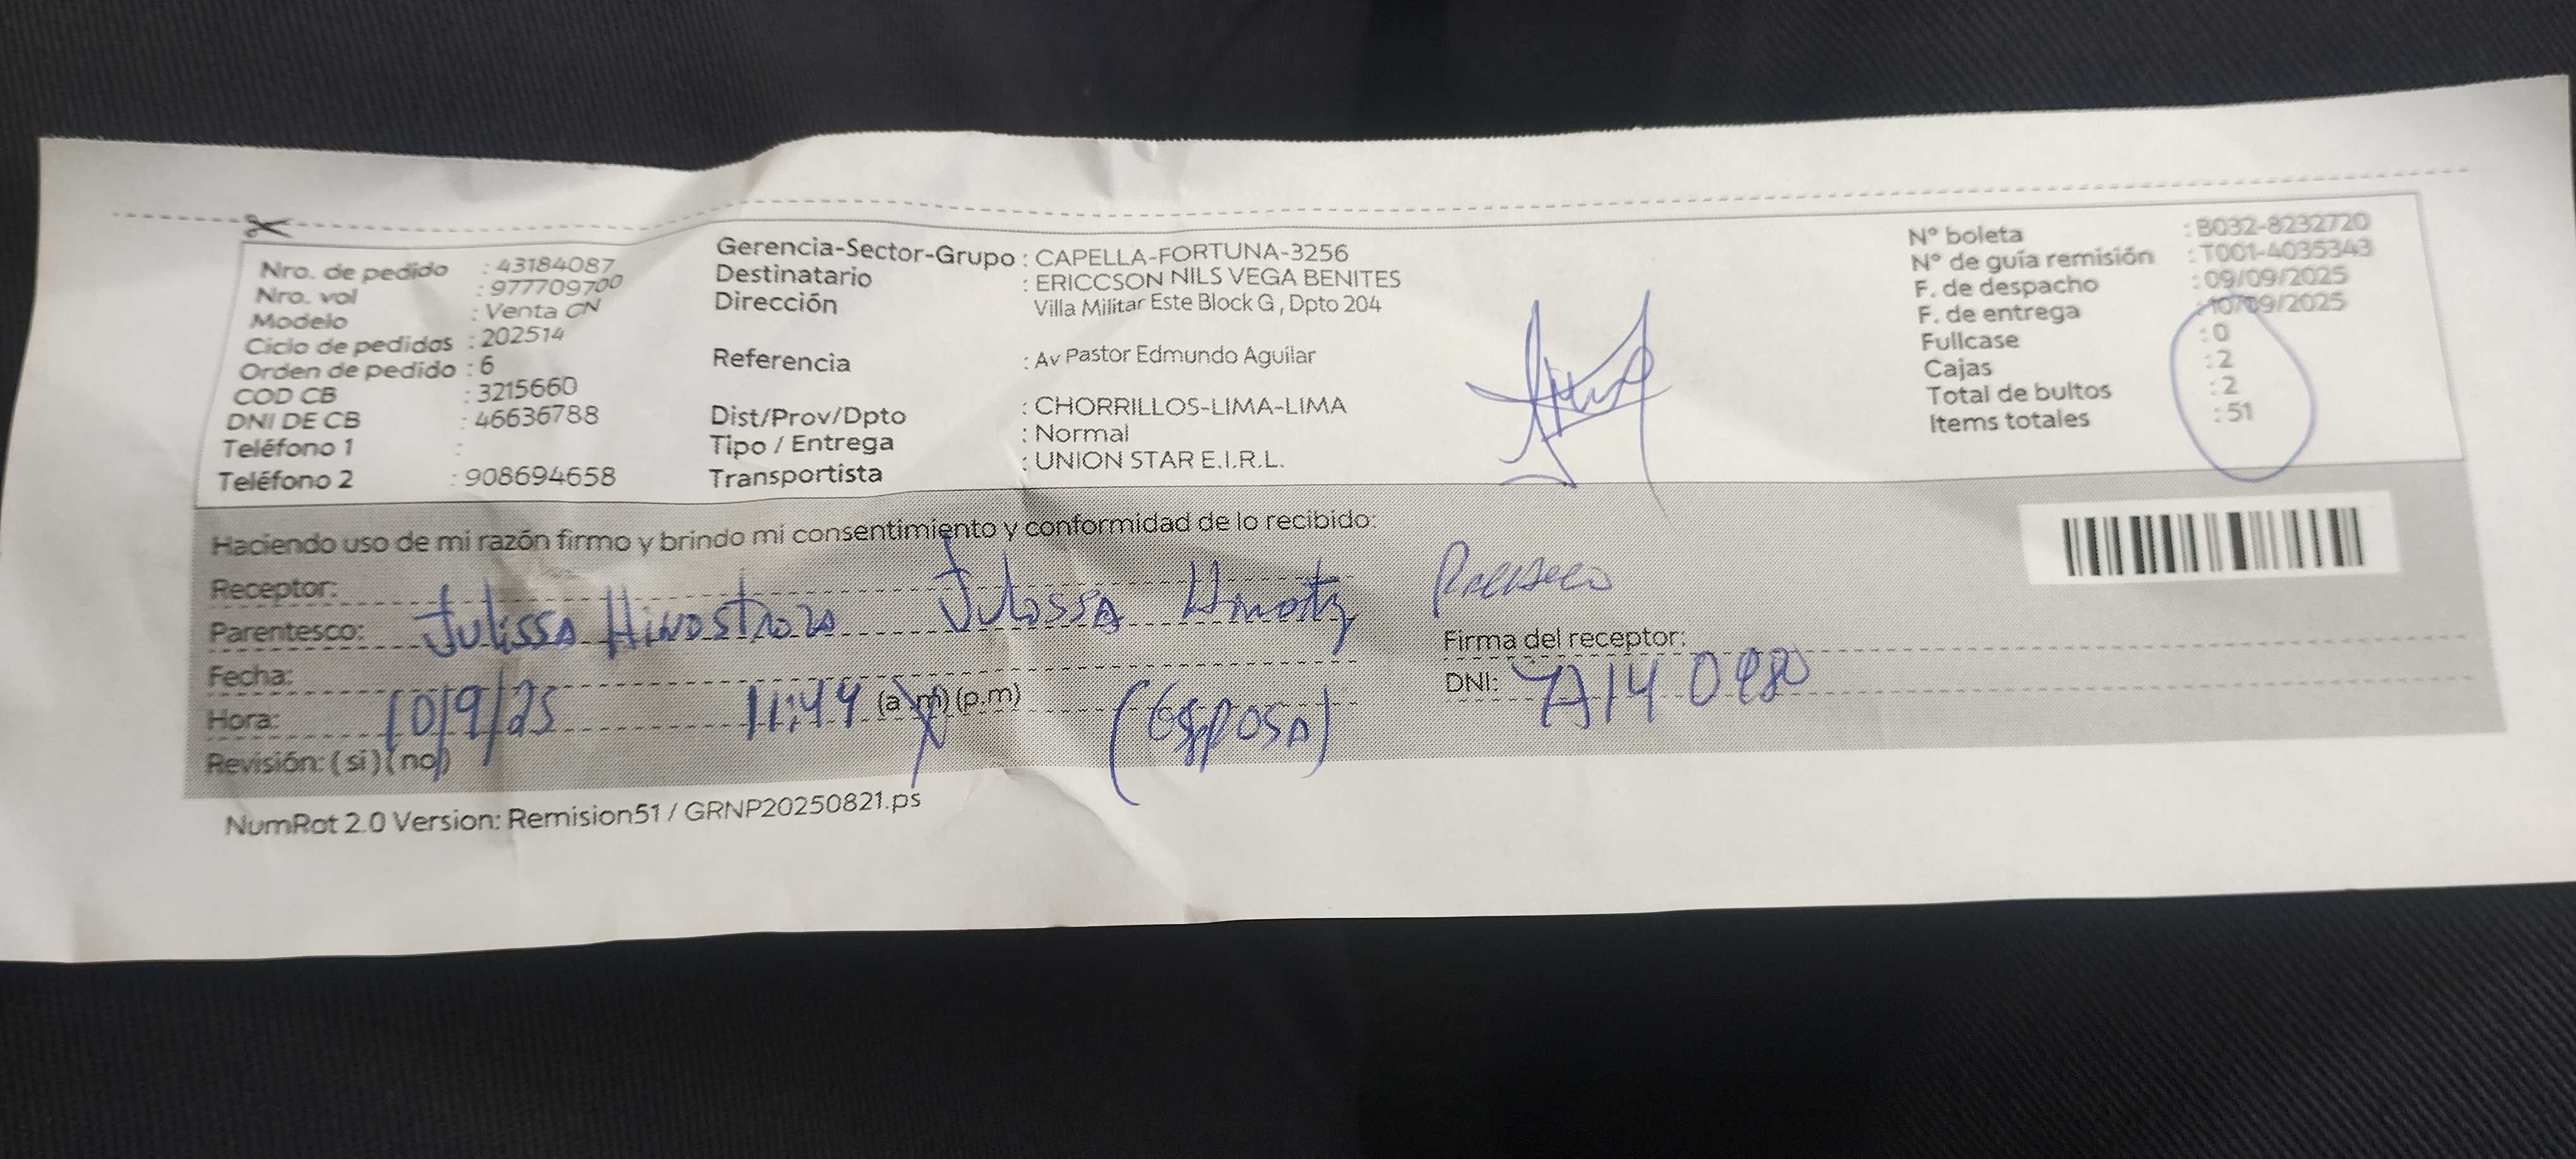 Nro. de pedido : 43184087
Nro. vol : 977709700
Modelo : Venta CN
Ciclo de pedidos : 202514
Orden de pedido : 6
COD CB : 3215660
DNI DE CB : 46636788
Teléfono 1 :
Teléfono 2 : 908694658
Gerencia-Sector-Grupo : CAPELLA-FORTUNA-3256
Destinatario : ERICCSON NILS VEGA BENITES
Dirección Villa Militar Este Block G , Dpto 204
Referencia : Av Pastor Edmundo Aguilar
Dist/Prov/Dpto : CHORRILLOS-LIMA-LIMA
Tipo / Entrega : Normal
Transportista : UNION STAR E.I.R.L.
N° boleta : B032-8232720
N° de guía remisión : T001-4035343
F. de despacho : 09/09/2025
F. de entrega : 10/09/2025
Fullcase : 0
Cajas : 2
Total de bultos : 2
Items totales : 51
Haciendo uso de mi razón firmo y brindo mi consentimiento y conformidad de lo recibido:
Receptor:
Parentesco: Julissa Hinostroza Julissa
Firma del receptor:
Fecha:
DNI:
Hora: 10/9/25 11:44 (a.m) (p.m) (Esposa)
Revisión: ( si ) ( no )
NumRot 2.0 Version: Remision51 / GRNP20250821.ps